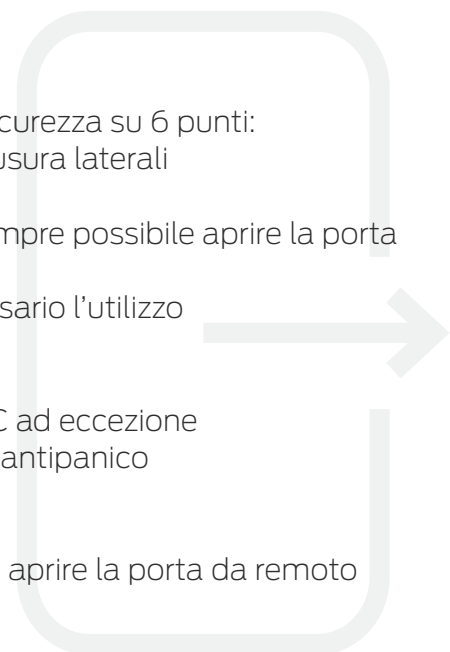 curezza su 6 punti:
usura laterali
mpre possibile aprire la porta
sario l’utilizzo
C ad eccezione
antipanico
aprire la porta da remoto